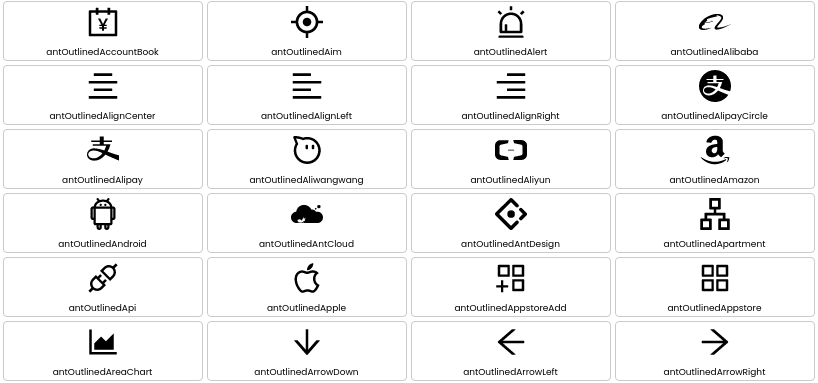 antOutlinedAccountBook
antOutlinedAim
antOutlinedAlert
antOutlinedAlibaba
antOutlinedAlignCenter
antOutlinedAlignLeft
antOutlinedAlignRight
antOutlinedAlipayCircle
antOutlinedAlipay
antOutlinedAliwangwang
antOutlinedAliyun
antOutlinedAmazon
antOutlinedAndroid
antOutlinedAntCloud
antOutlinedAntDesign
antOutlinedApartment
antOutlinedApi
antOutlinedApple
antOutlinedAppstoreAdd
antOutlinedAppstore
antOutlinedAreaChart
antOutlinedArrowDown
antOutlinedArrowLeft
antOutlinedArrowRight